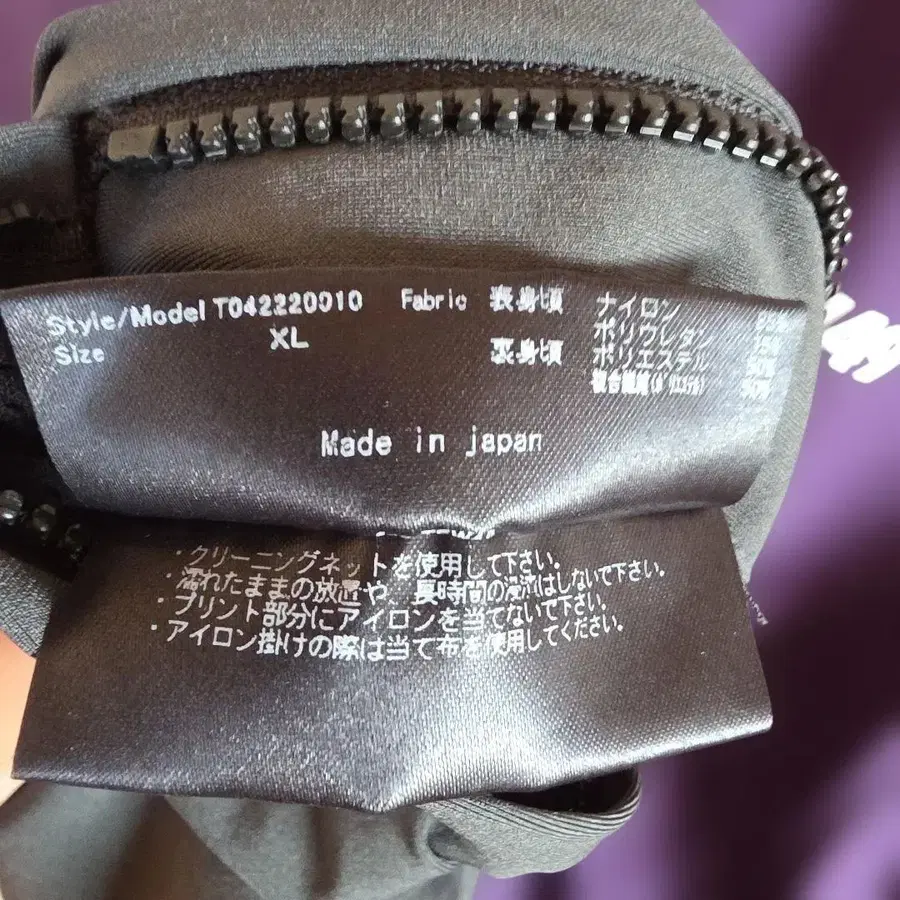 Style/Model T042220010 Fabric 表身頃 ナイロン
ポリウレタン
Size XL 裏身頃 ポリエステル
Made in japan
・クリーニングネットを使用して下さい。
・濡れたままの放置や 長時間の浸漬はしないで下さい。
・プリント部分にアイロンを当てないで下さい。
・アイロン掛けの際は当て布を使用してください。